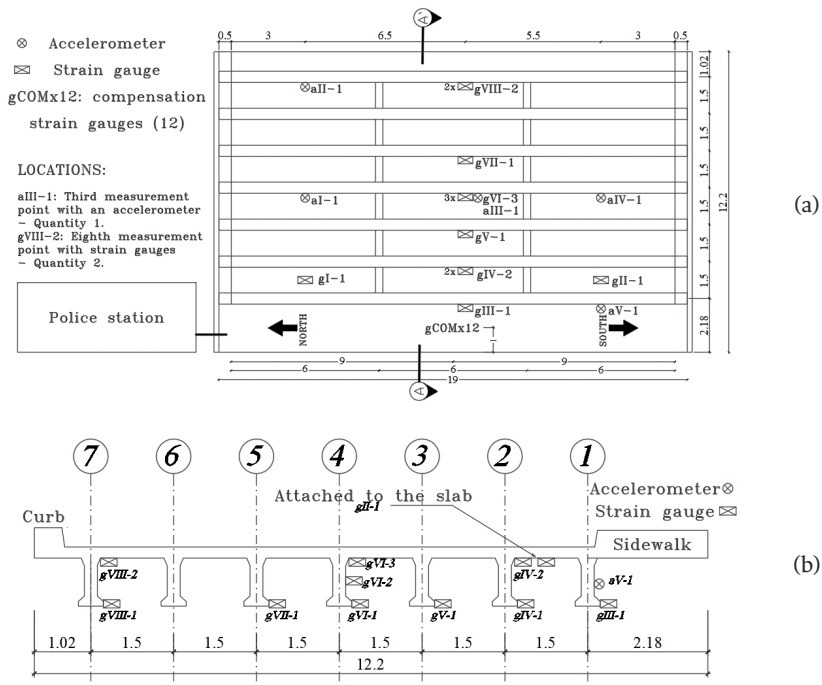 A'
0.5 3 6.5 5.5 3 0.5
Accelerometer
Strain gauge
gCOMx12: compensation
strain gauges (12)
LOCATIONS:
aIII-1: Third measurement
point with an accelerometer
- Quantity 1.
gVIII-2: Eighth measurement
point with strain gauges
- Quantity 2.
Police station
aII-1
2x gVIII-2
gVII-1
aI-1
3x gVI-3
aIII-1
aIV-1
gV-1
2x gIV-2
gI-1
gII-1
gIII-1
aV-1
gCOMx12
1
NORTH
SOUTH
1.02
1.5
1.5
1.5
1.5
1.5
1.5
2.18
12.2
9 9
6 6 6
19
A
(a)
7 6 5 4 3 2 1
Attached to the slab
gII-1
Accelerometer
Strain gauge
Curb
Sidewalk
gVIII-2
gVI-3
gVI-2
gIV-2
aV-1
gVIII-1
gVII-1
gVI-1
gV-1
gIV-1
gIII-1
(b)
1.02 1.5 1.5 1.5 1.5 1.5 1.5 2.18
12.2